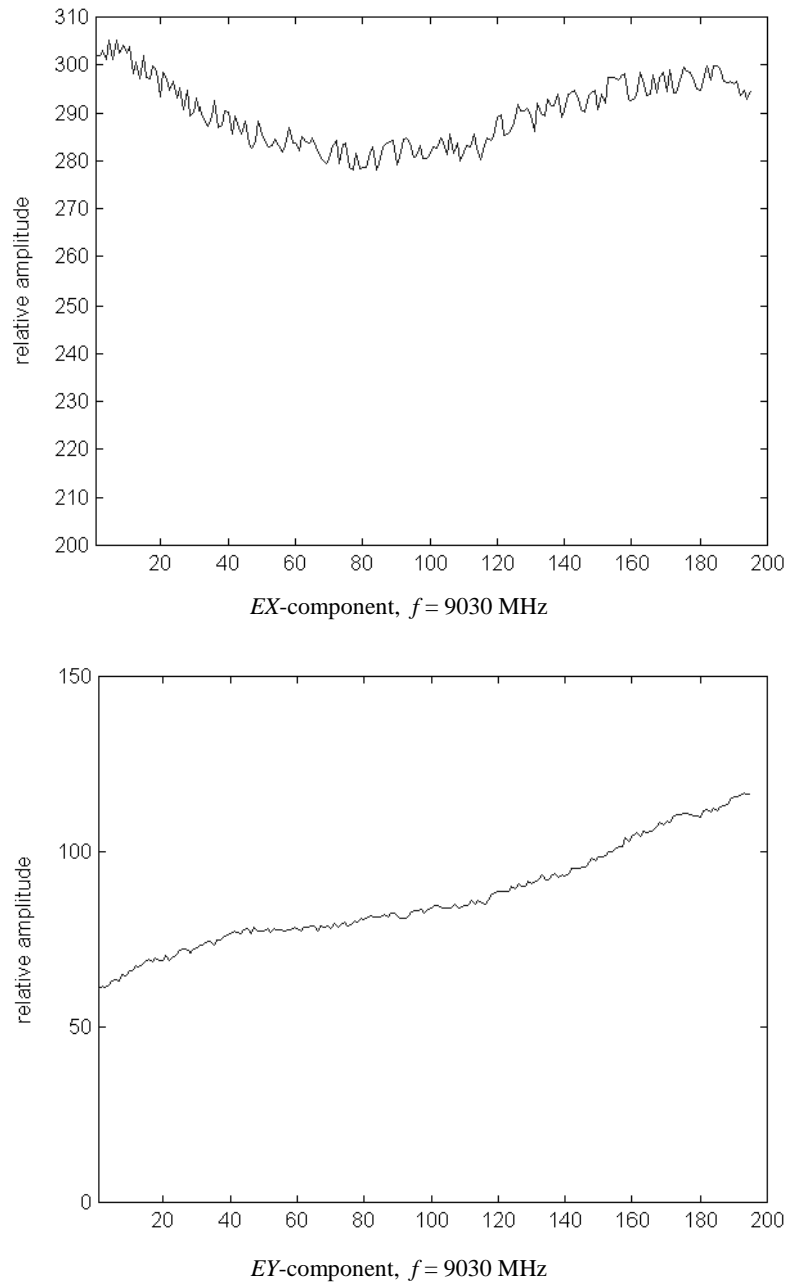 310
300
290
280
270
260
250
240
230
220
210
200
relative amplitude
20 40 60 80 100 120 140 160 180 200
EX-component, f = 9030 MHz
150
100
50
0
relative amplitude
20 40 60 80 100 120 140 160 180 200
EY-component, f = 9030 MHz